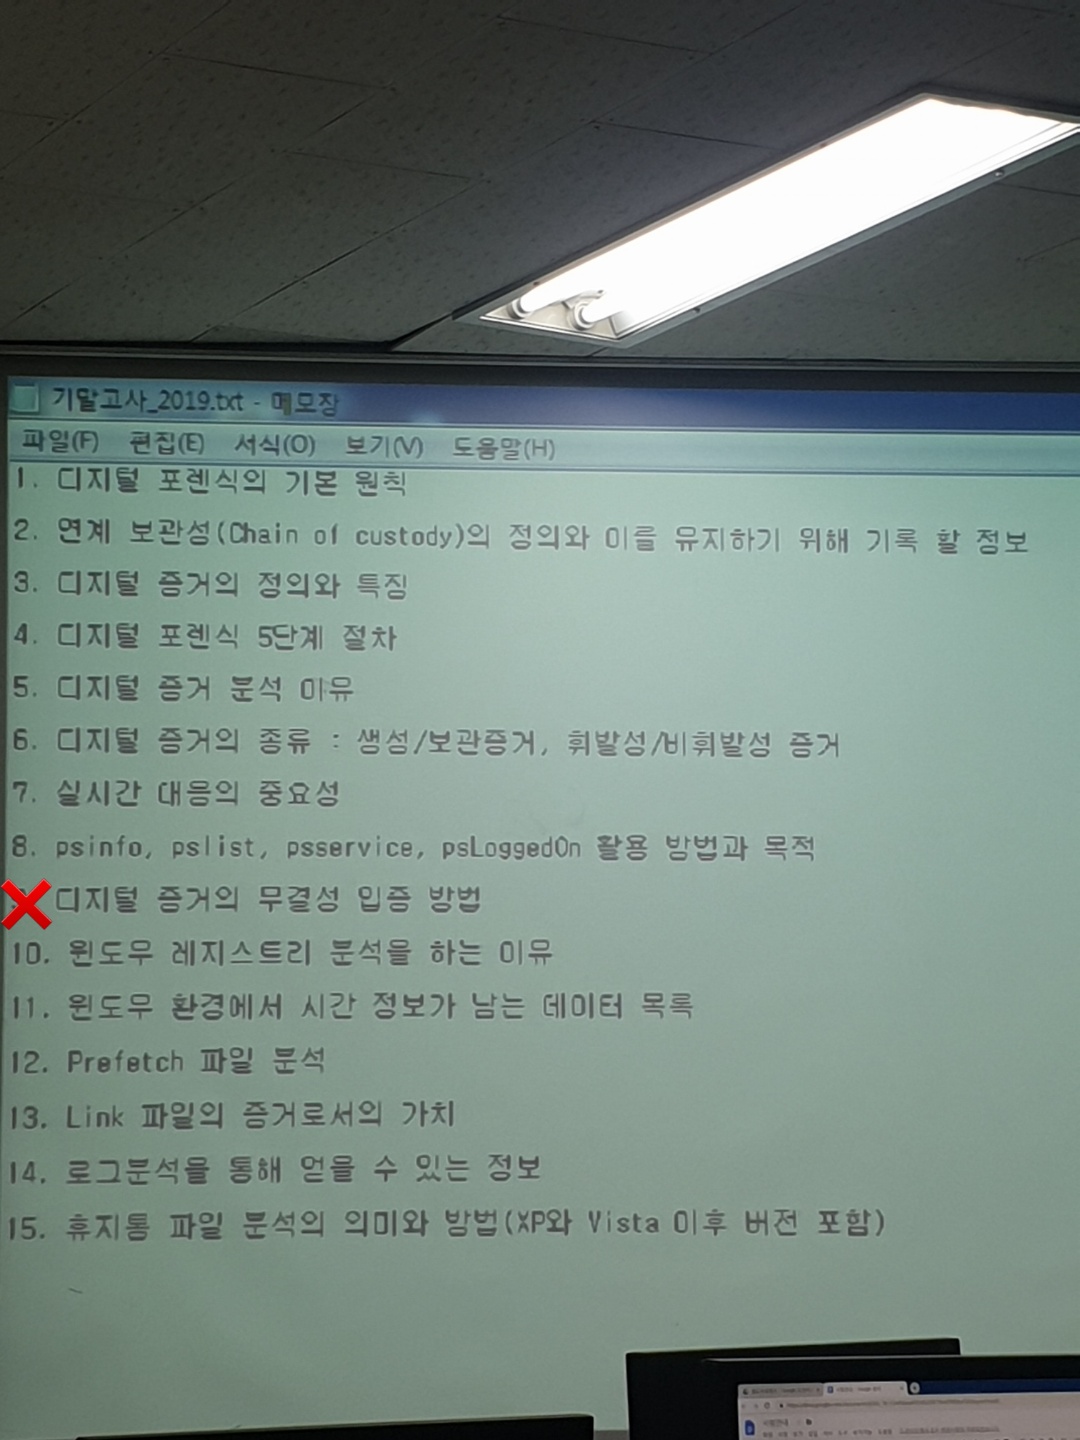 기말고사_2019.txt - 메모장
파일(F) 편집(E) 서식(O) 보기(V) 도움말(H)
1. 디지털 포렌식의 기본 원칙
2. 연계 보관성(Chain of custody)의 정의와 이를 유지하기 위해 기록 할 정보
3. 디지털 증거의 정의와 특징
4. 디지털 포렌식 5단계 절차
5. 디지털 증거 분석 이유
6. 디지털 증거의 종류 : 생성/보관증거, 휘발성/비휘발성 증거
7. 실시간 대응의 중요성
8. psinfo, pslist, psservice, psLoggedOn 활용 방법과 목적
디지털 증거의 무결성 입증 방법
10. 윈도우 레지스트리 분석을 하는 이유
11. 윈도우 환경에서 시간 정보가 남는 데이터 목록
12. Prefetch 파일 분석
13. Link 파일의 증거로서의 가치
14. 로그분석을 통해 얻을 수 있는 정보
15. 휴지통 파일 분석의 의미와 방법(XP와 Vista 이후 버전 포함)